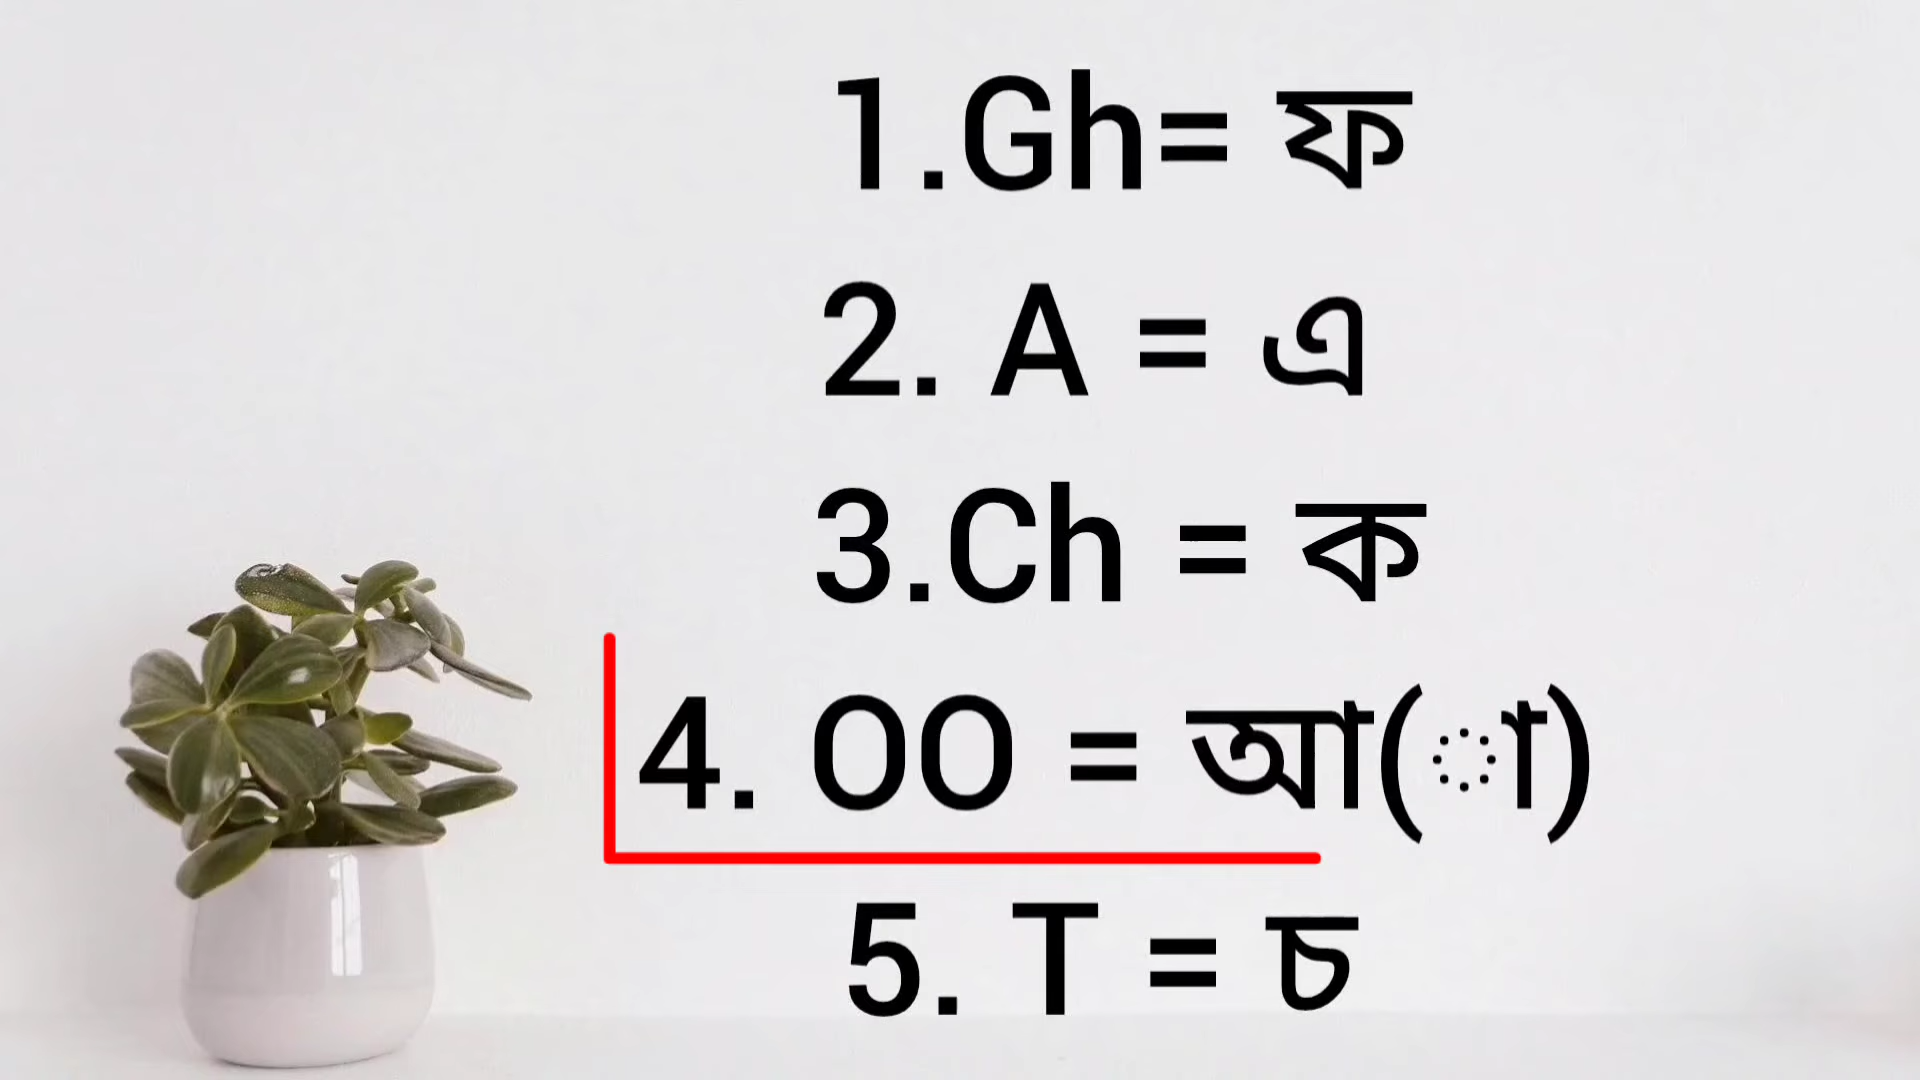 1.Gh= ফ
2. A = এ
3.Ch = ক
4. OO = আ(া)
5. T = চ